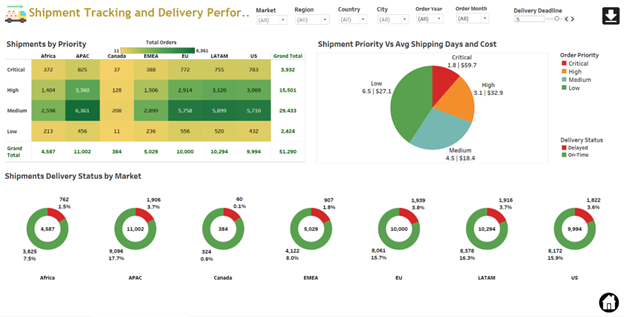 Shipment Tracking and Delivery Perfor..
Market Region Country City Order Year Order Month Delivery Deadline
(All) (All) (All) (All) (All) (All) 5
Shipments by Priority
Total Orders
11 6,361
Africa APAC Canada EMEA EU LATAM US Grand Total
Critical 372 825 37 388 772 755 783 3,932
High 1,404 3,360 128 1,506 2,914 3,120 3,069 15,501
Medium 2,598 6,361 208 2,899 5,758 5,899 5,710 29,433
Low 213 456 11 236 556 520 432 2,424
Grand Total 4,587 11,002 384 5,029 10,000 10,294 9,994 51,290
Shipment Priority Vs Avg Shipping Days and Cost
Critical
1.8 | $59.7
High
3.1 | $32.9
Low
6.5 | $27.1
Medium
4.5 | $18.4
Order Priority
Critical
High
Medium
Low
Delivery Status
Delayed
On-Time
Shipments Delivery Status by Market
762 1,906 60 907 1,939 1,916 1,822
1.5% 3.7% 0.1% 1.8% 3.8% 3.7% 3.6%
4,587 11,002 384 5,029 10,000 10,294 9,994
3,825 9,096 324 4,122 8,061 8,378 8,172
7.5% 17.7% 0.6% 8.0% 15.7% 16.3% 15.9%
Africa APAC Canada EMEA EU LATAM US